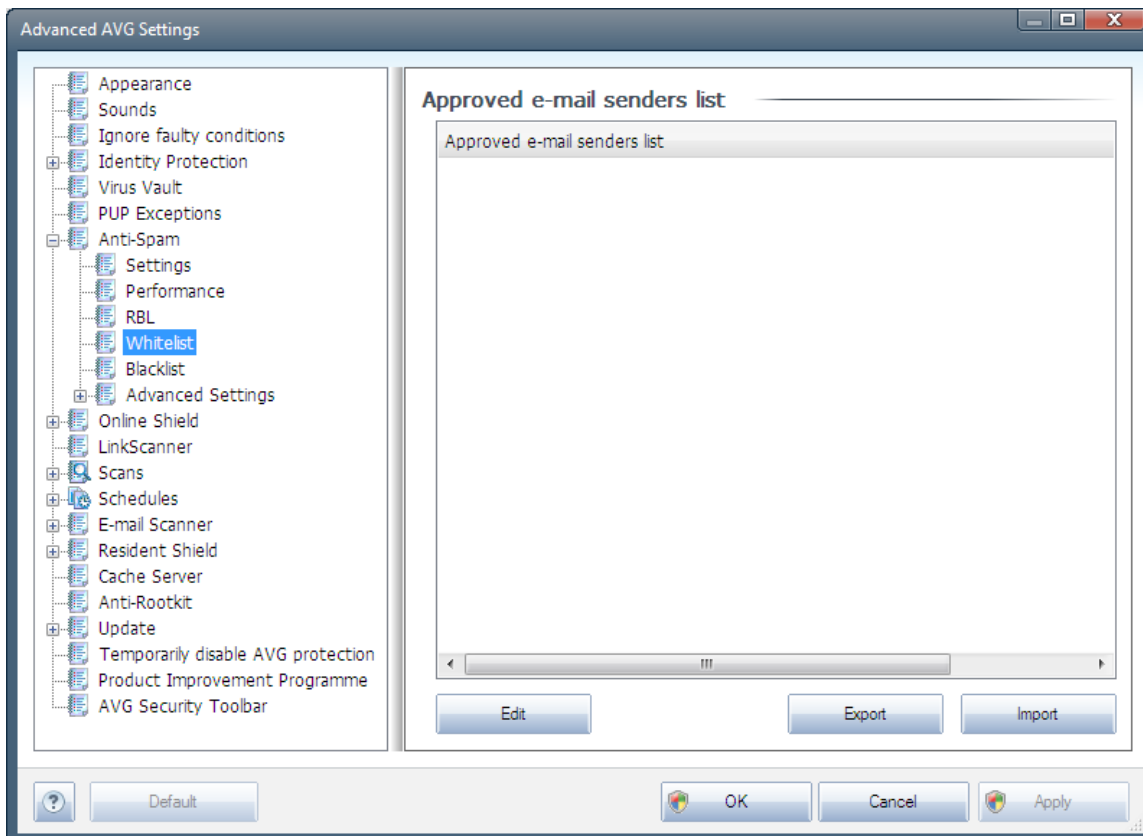 Advanced AVG Settings
Appearance
Sounds
Ignore faulty conditions
Identity Protection
Virus Vault
PUP Exceptions
Anti-Spam
Settings
Performance
RBL
Whitelist
Blacklist
Advanced Settings
Online Shield
LinkScanner
Scans
Schedules
E-mail Scanner
Resident Shield
Cache Server
Anti-Rootkit
Update
Temporarily disable AVG protection
Product Improvement Programme
AVG Security Toolbar
Approved e-mail senders list
Approved e-mail senders list
Edit
Export
Import
?
Default
OK
Cancel
Apply